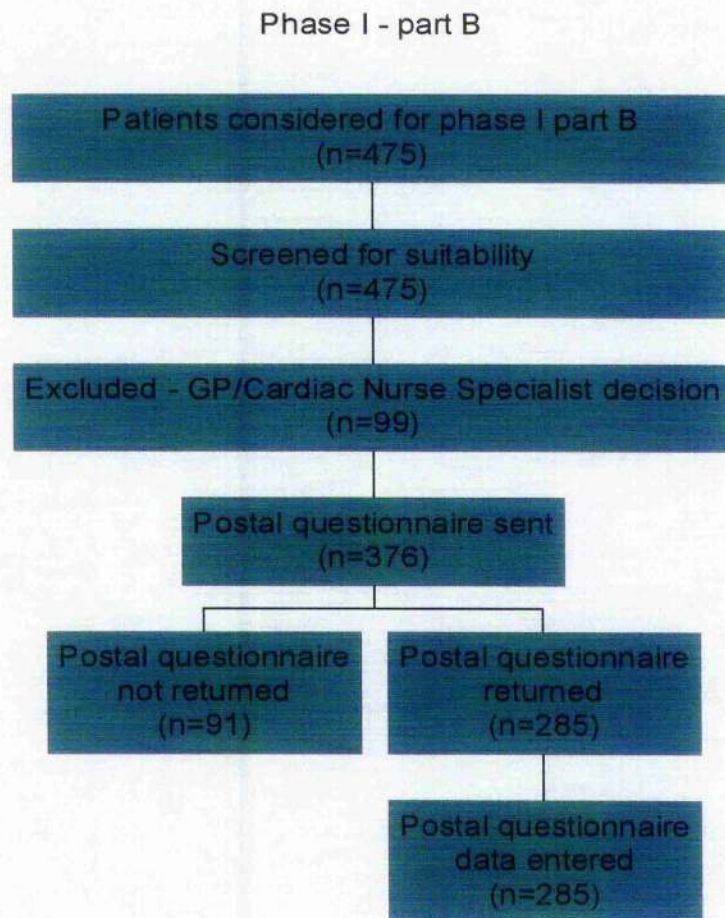 Phase I - part B
Patients considered for phase I part B
(n=475)
Screened for suitability
(n=475)
Excluded - GP/Cardiac Nurse Specialist decision
(n=99)
Postal questionnaire sent
(n=376)
Postal questionnaire
not returned
(n=91)
Postal questionnaire
returned
(n=285)
Postal questionnaire
data entered
(n=285)